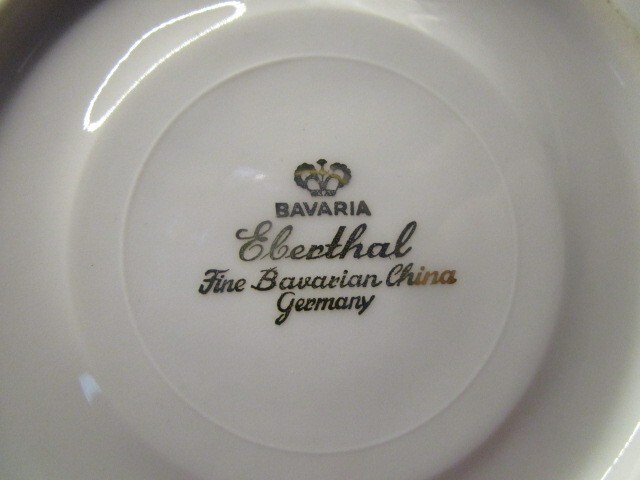 BAVARIA
Eberthal
Fine Bavarian China
Germany